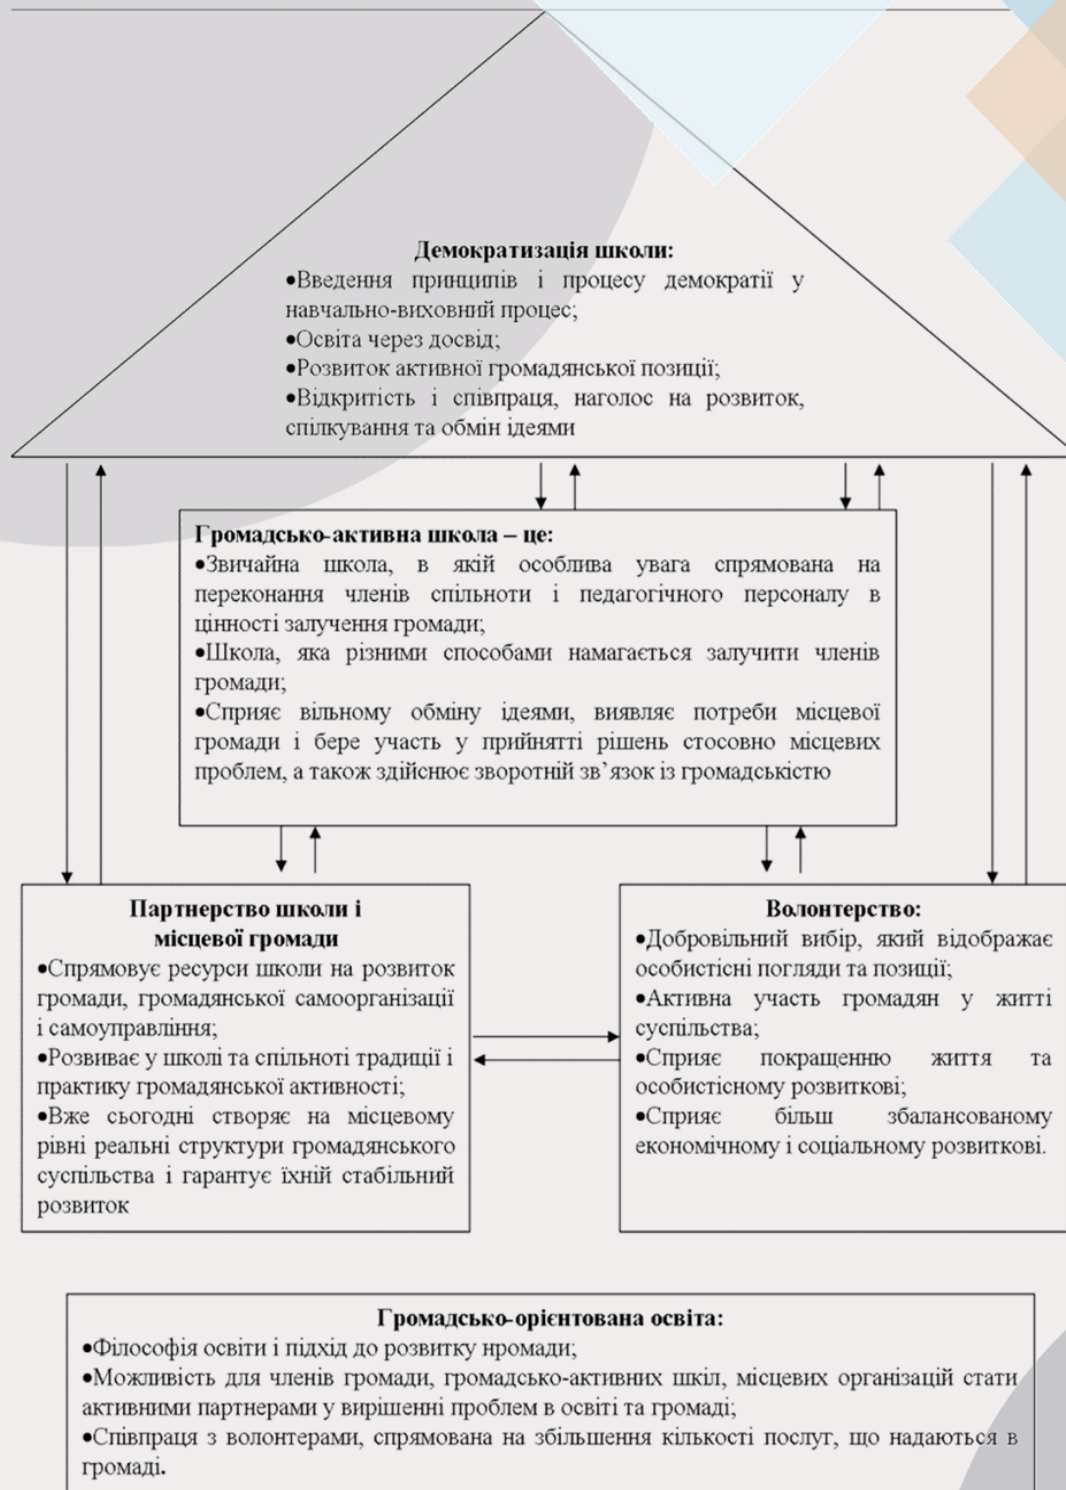 Демократизація школи:
•Введення принципів і процесу демократії у
навчально-виховний процес;
•Освіта через досвід;
•Розвиток активної громадянської позиції;
•Відкритість і співпраця, наголос на розвиток,
спілкування та обмін ідеями
Громадсько-активна школа – це:
•Звичайна школа, в якій особлива увага спрямована на
переконання членів спільноти і педагогічного персоналу в
цінності залучення громади;
•Школа, яка різними способами намагається залучити членів
громади;
•Сприяє вільному обміну ідеями, виявляє потреби місцевої
громади і бере участь у прийнятті рішень стосовно місцевих
проблем, а також здійснює зворотній зв’язок із громадськістю
Партнерство школи і
місцевої громади
•Спрямовує ресурси школи на розвиток
громади, громадянської самоорганізації
і самоуправління;
•Розвиває у школі та спільноті традиції і
практику громадянської активності;
•Вже сьогодні створяє на місцевому
рівні реальні структури громадянського
суспільства і гарантує їхній стабільний
розвиток
Волонтерство:
•Добровільний вибір, який відображає
особистісні погляди та позиції;
•Активна участь громадян у житті
суспільства;
•Сприяє покращенню життя та
особистісному розвиткові;
•Сприяє більш збалансованому
економічному і соціальному розвиткові.
Громадсько-орієнтована освіта:
•Філософія освіти і підхід до розвитку нромади;
•Можливість для членів громади, громадсько-активних шкіл, місцевих організацій стати
активними партнерами у вирішенні проблем в освіті та громаді;
•Співпраця з волонтерами, спрямована на збільшення кількості послуг, що надаються в
громаді.